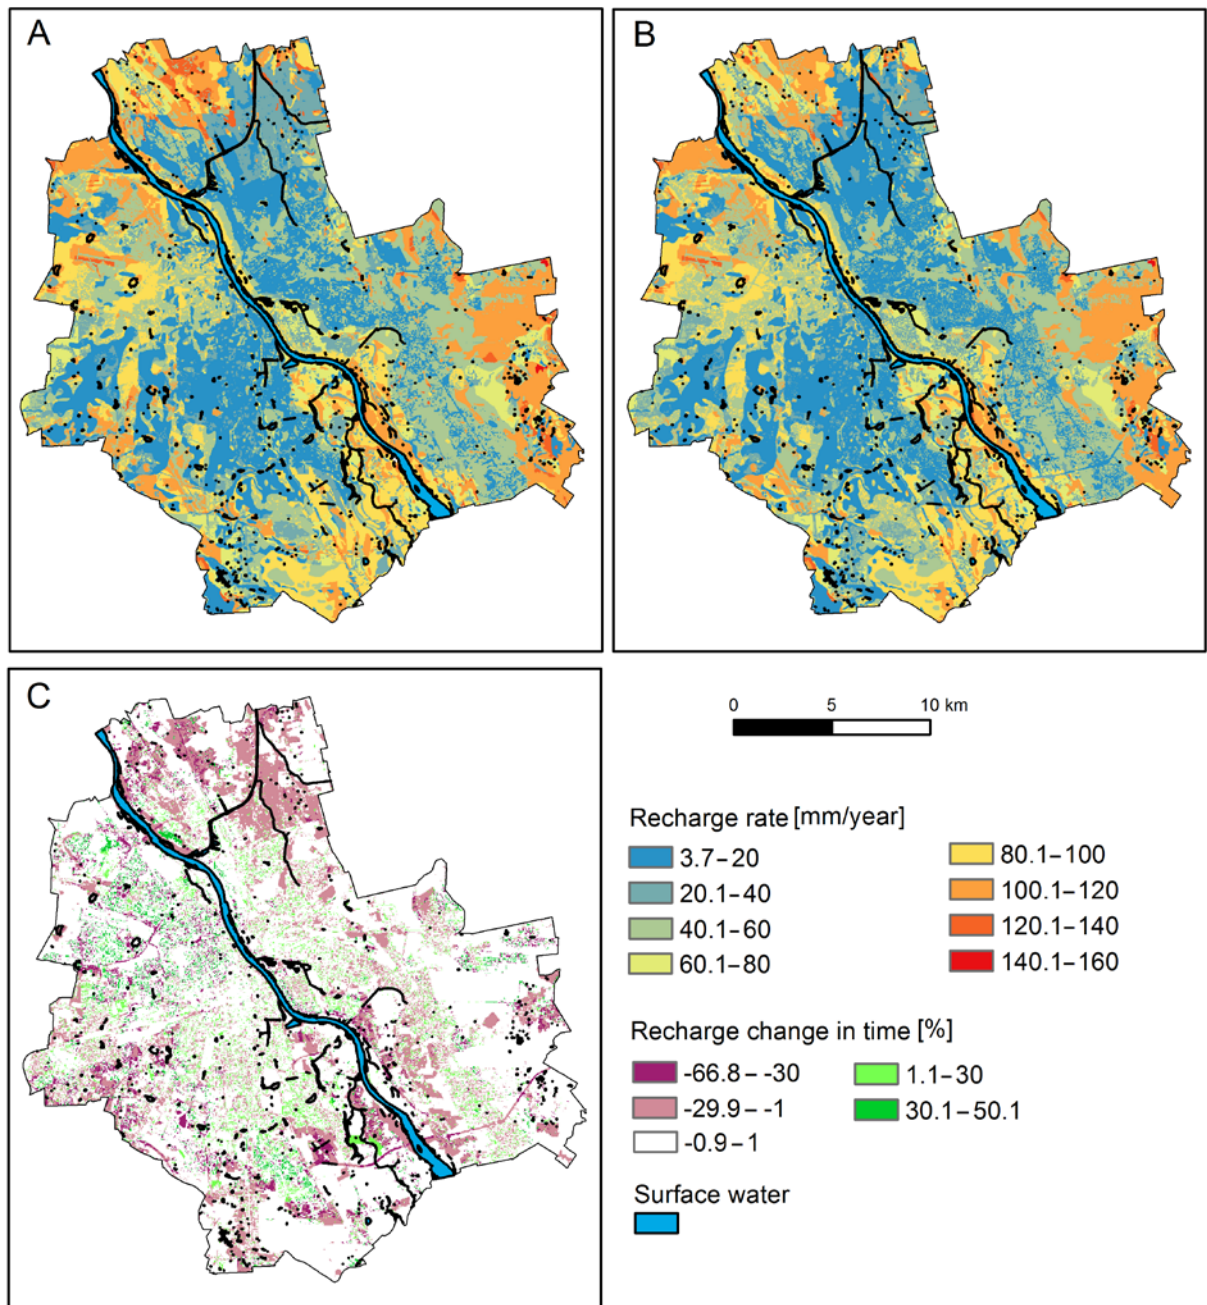 A
B
C
0 5 10 km
Recharge rate [mm/year]
3.7–20
20.1–40
40.1–60
60.1–80
80.1–100
100.1–120
120.1–140
140.1–160
Recharge change in time [%]
-66.8 – -30
-29.9 – -1
-0.9 – 1
1.1–30
30.1–50.1
Surface water